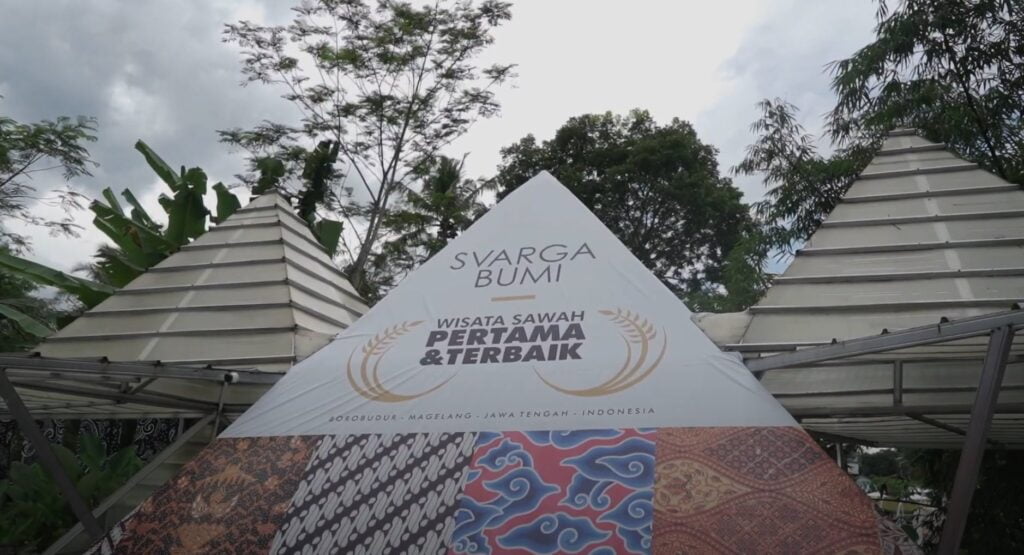 SVARGA
BUMI
WISATA SAWAH
PERTAMA
&TERBAIK
BOROBUDUR - MAGELANG - JAWA TENGAH - INDONESIA